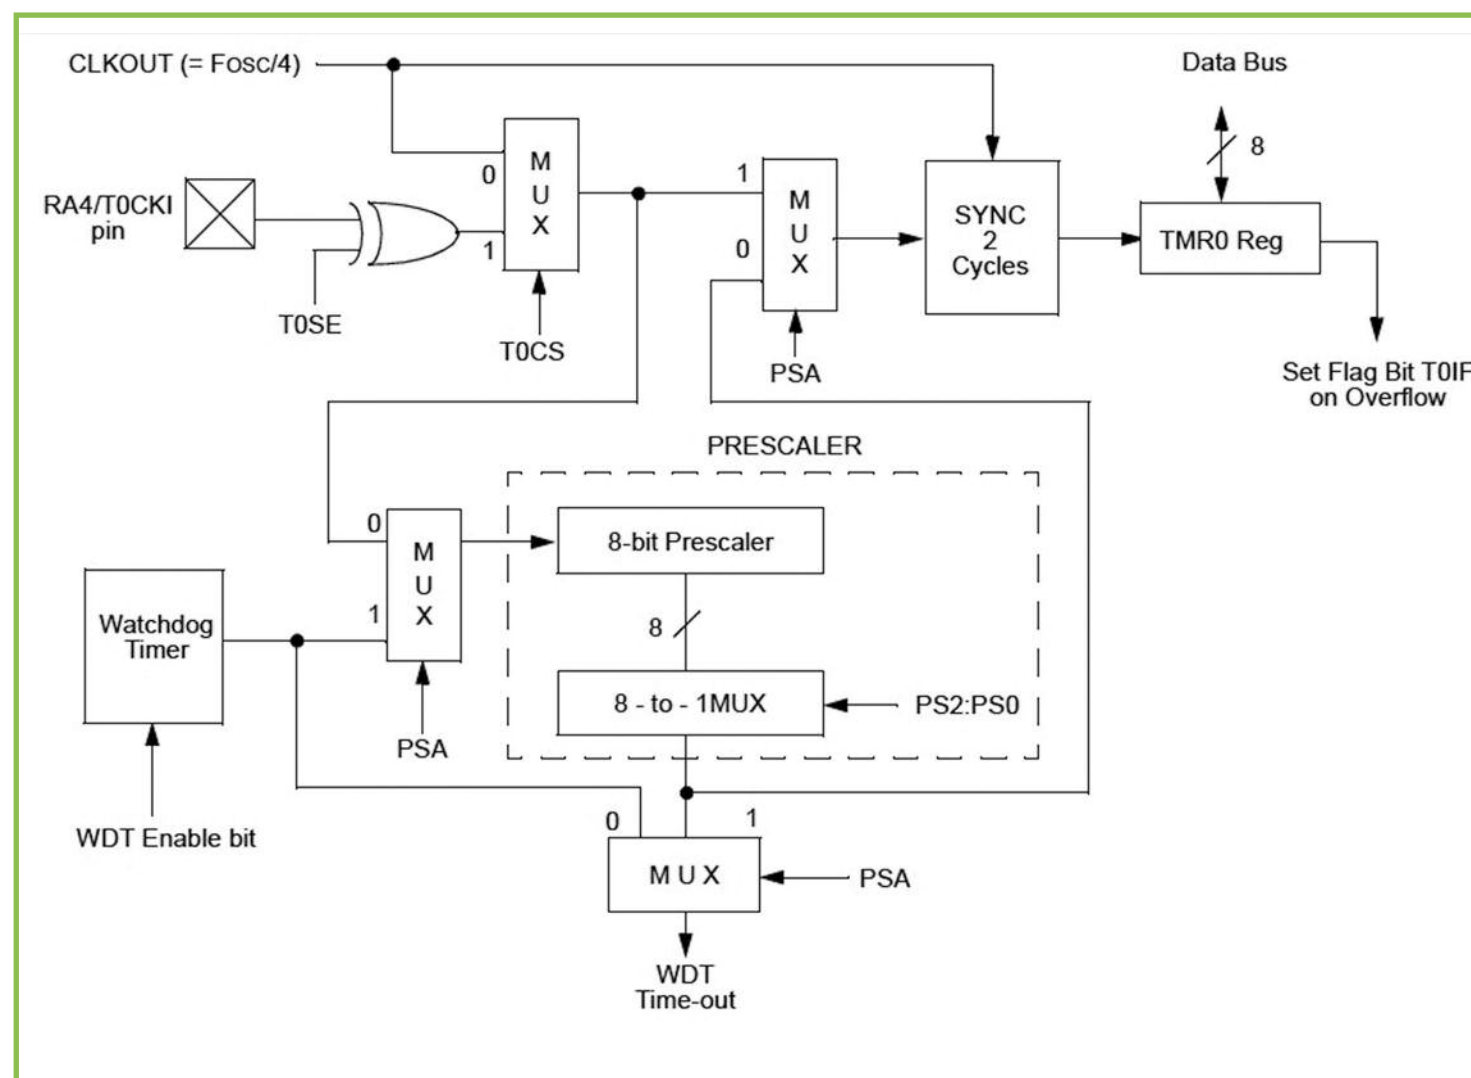 CLKOUT (= Fosc/4)
Data Bus
8
M
U
X
0
1
RA4/T0CKI
pin
T0SE
T0CS
1
0
M
U
X
PSA
SYNC
2
Cycles
TMR0 Reg
Set Flag Bit T0IF
on Overflow
PRESCALER
0
1
M
U
X
PSA
8-bit Prescaler
8
8 - to - 1MUX
PS2:PS0
Watchdog
Timer
WDT Enable bit
0
1
M U X
PSA
WDT
Time-out